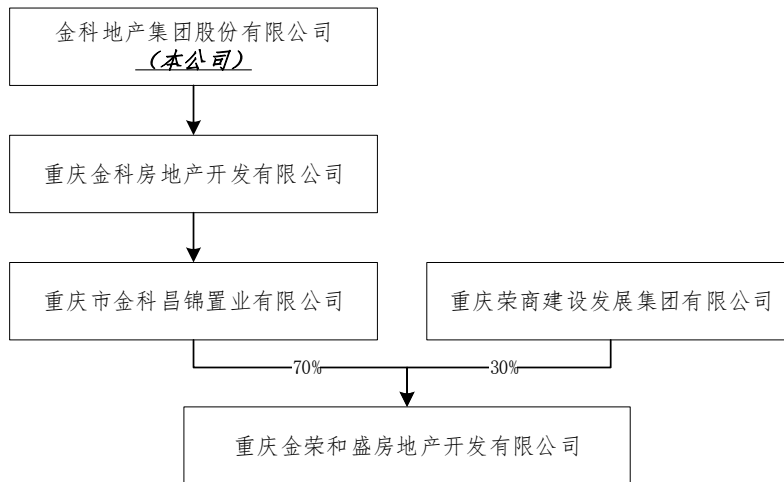 金科地产集团股份有限公司
（本公司）
重庆金科房地产开发有限公司
重庆市金科昌锦置业有限公司
重庆荣商建设发展集团有限公司
70%
30%
重庆金荣和盛房地产开发有限公司